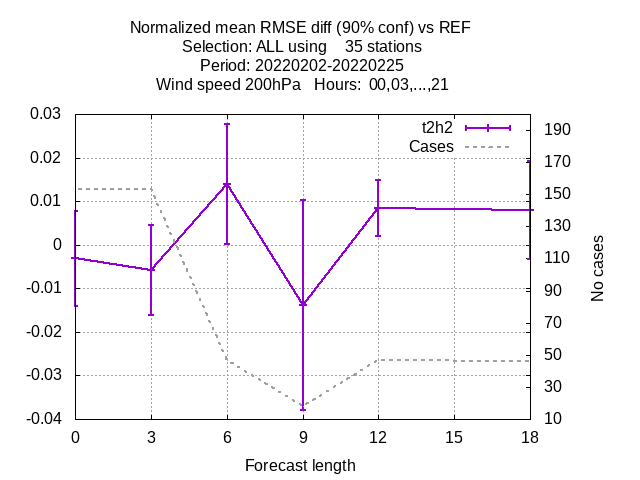 Normalized mean RMSE diff (90% conf) vs REF
Selection: ALL using    35 stations
Period: 20220202-20220225
Wind speed 200hPa   Hours:  00,03,...,21
t2h2
Cases
0.03
0.02
0.01
0
-0.01
-0.02
-0.03
-0.04
190
170
150
130
110
90
70
50
30
10
No cases
0 3 6 9 12 15 18
Forecast length